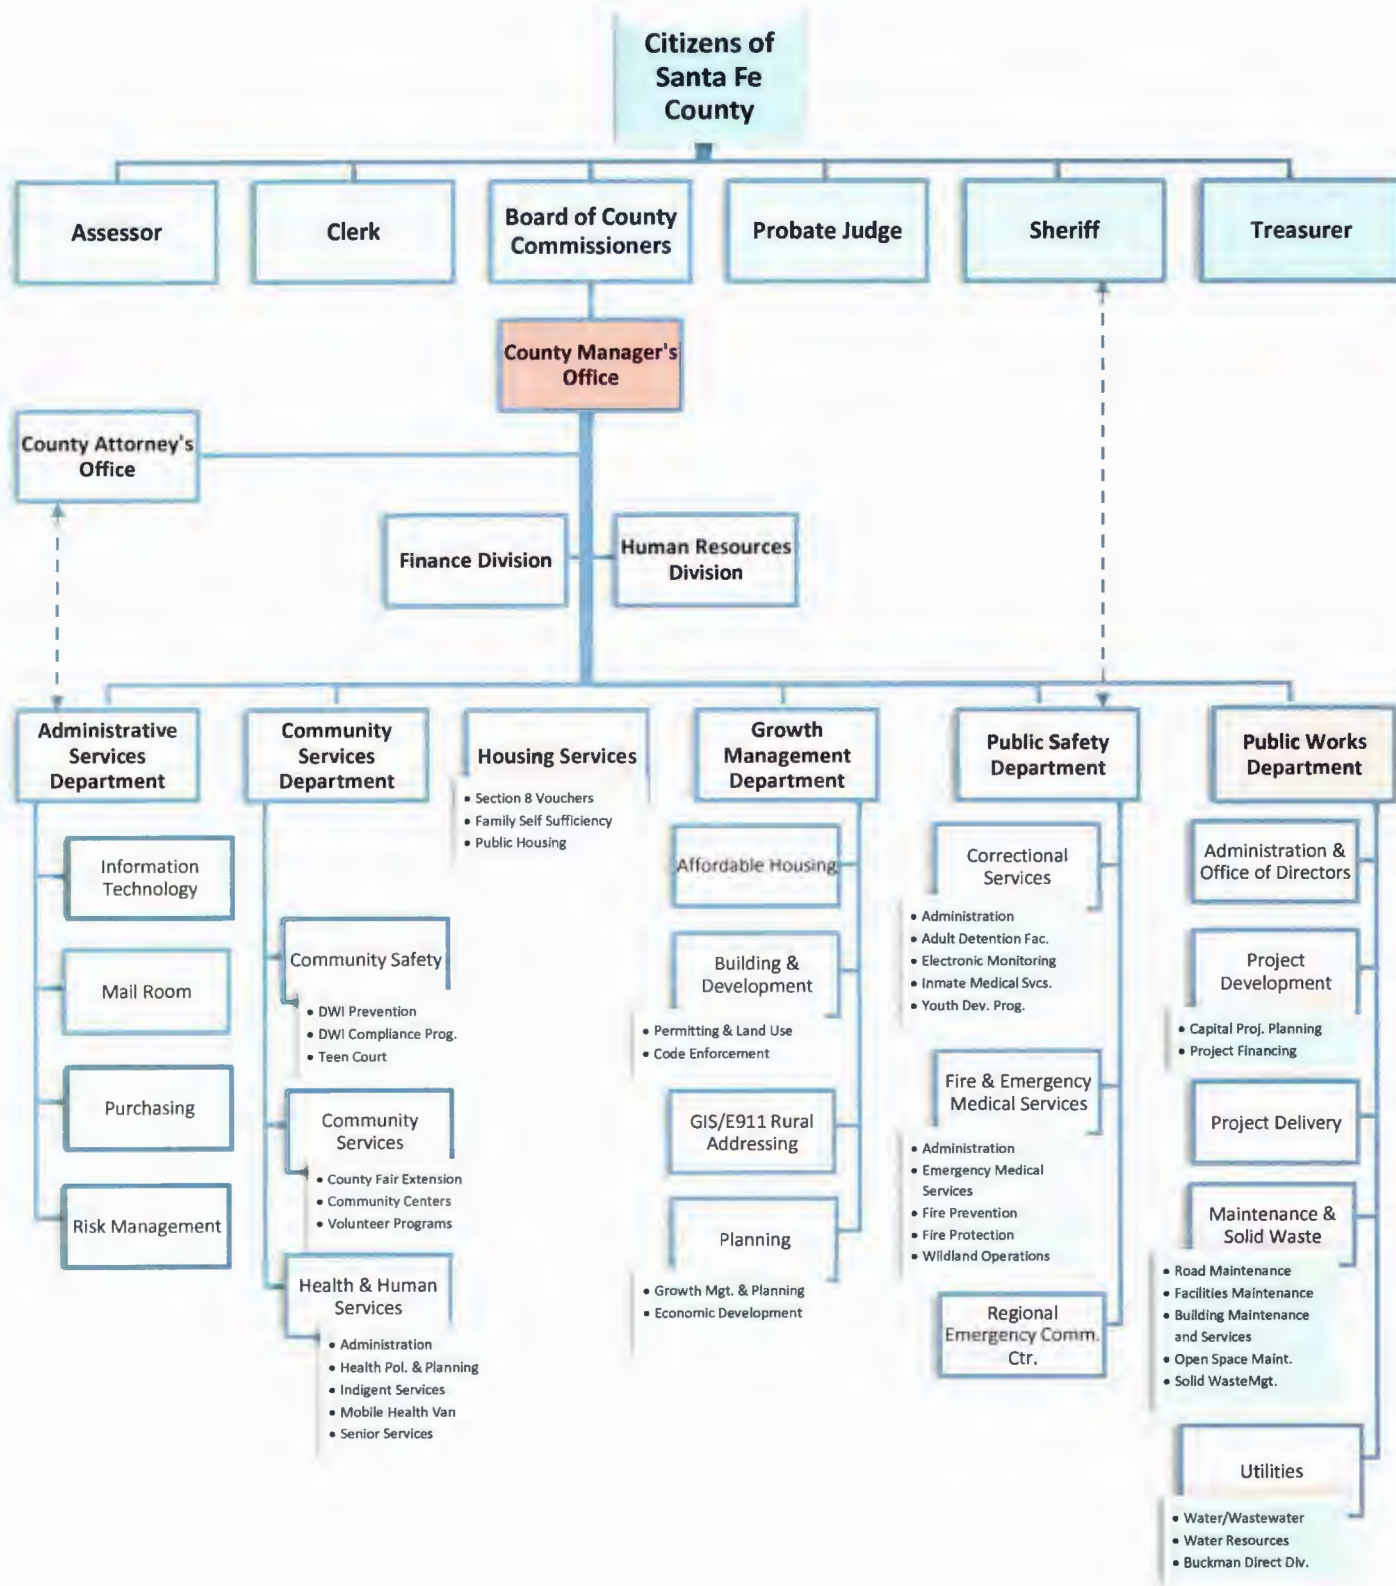 Citizens of
Santa Fe
County
Assessor
Clerk
Board of County
Commissioners
Probate Judge
Sheriff
Treasurer
County Manager's
Office
County Attorney's
Office
Finance Division
Human Resources
Division
Administrative
Services
Department
Information
Technology
Mail Room
Purchasing
Risk Management
Community
Services
Department
Community Safety
• DWI Prevention
• DWI Compliance Prog.
• Teen Court
Community
Services
• County Fair Extension
• Community Centers
• Volunteer Programs
Health & Human
Services
• Administration
• Health Pol. & Planning
• Indigent Services
• Mobile Health Van
• Senior Services
Housing Services
• Section 8 Vouchers
• Family Self Sufficiency
• Public Housing
Growth
Management
Department
Affordable Housing
Building &
Development
• Permitting & Land Use
• Code Enforcement
GIS/E911 Rural
Addressing
Planning
• Growth Mgt. & Planning
• Economic Development
Public Safety
Department
Correctional
Services
• Administration
• Adult Detention Fac.
• Electronic Monitoring
• Inmate Medical Svcs.
• Youth Dev. Prog.
Fire & Emergency
Medical Services
• Administration
• Emergency Medical
Services
• Fire Prevention
• Fire Protection
• Wildland Operations
Regional
Emergency Comm.
Ctr.
Public Works
Department
Administration &
Office of Directors
Project
Development
• Capital Proj. Planning
• Project Financing
Project Delivery
Maintenance &
Solid Waste
• Road Maintenance
• Facilities Maintenance
• Building Maintenance
and Services
• Open Space Maint.
• Solid WasteMgt.
Utilities
• Water/Wastewater
• Water Resources
• Buckman Direct Div.